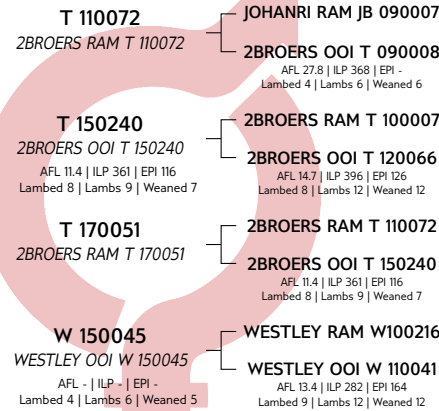 T 110072
2BROERS RAM T 110072
JOHANRI RAM JB 090007
2BROERS OOI T 090008
AFL 27.8 | ILP 368 | EPI -
Lambed 4 | Lambs 6 | Weaned 6
T 150240
2BROERS OOI T 150240
AFL 11.4 | ILP 361 | EPI 116
Lambed 8 | Lambs 9 | Weaned 7
2BROERS RAM T 100007
2BROERS OOI T 120066
AFL 14.7 | ILP 396 | EPI 126
Lambed 8 | Lambs 12 | Weaned 12
T 170051
2BROERS RAM T 170051
2BROERS RAM T 110072
2BROERS OOI T 150240
AFL 11.4 | ILP 361 | EPI 116
Lambed 8 | Lambs 9 | Weaned 7
W 150045
WESTLEY OOI W 150045
AFL - | ILP - | EPI -
Lambed 4 | Lambs 6 | Weaned 5
WESTLEY RAM W100216
WESTLEY OOI W 110041
AFL 13.4 | ILP 282 | EPI 164
Lambed 9 | Lambs 12 | Weaned 12